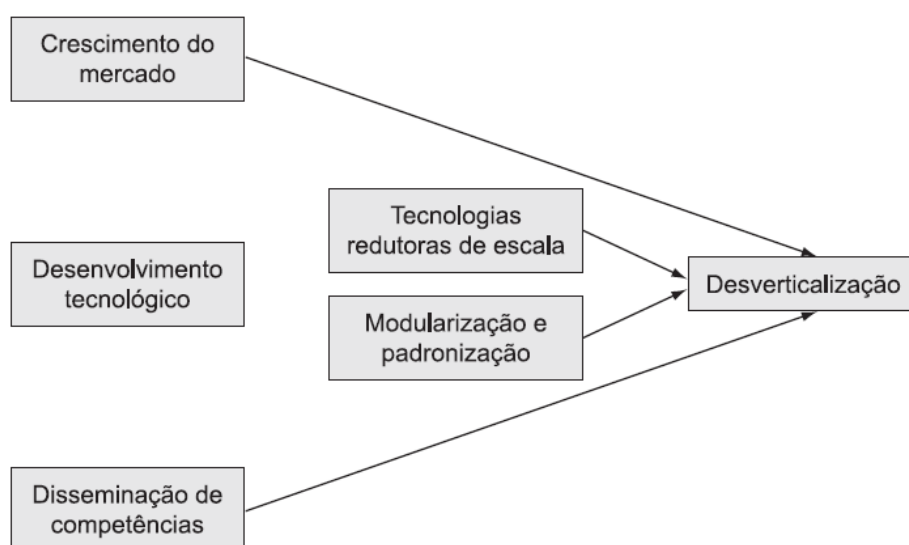 Crescimento do
mercado
Tecnologias
redutoras de escala
Desenvolvimento
tecnológico
Desverticalização
Modularização e
padronização
Disseminação de
competências